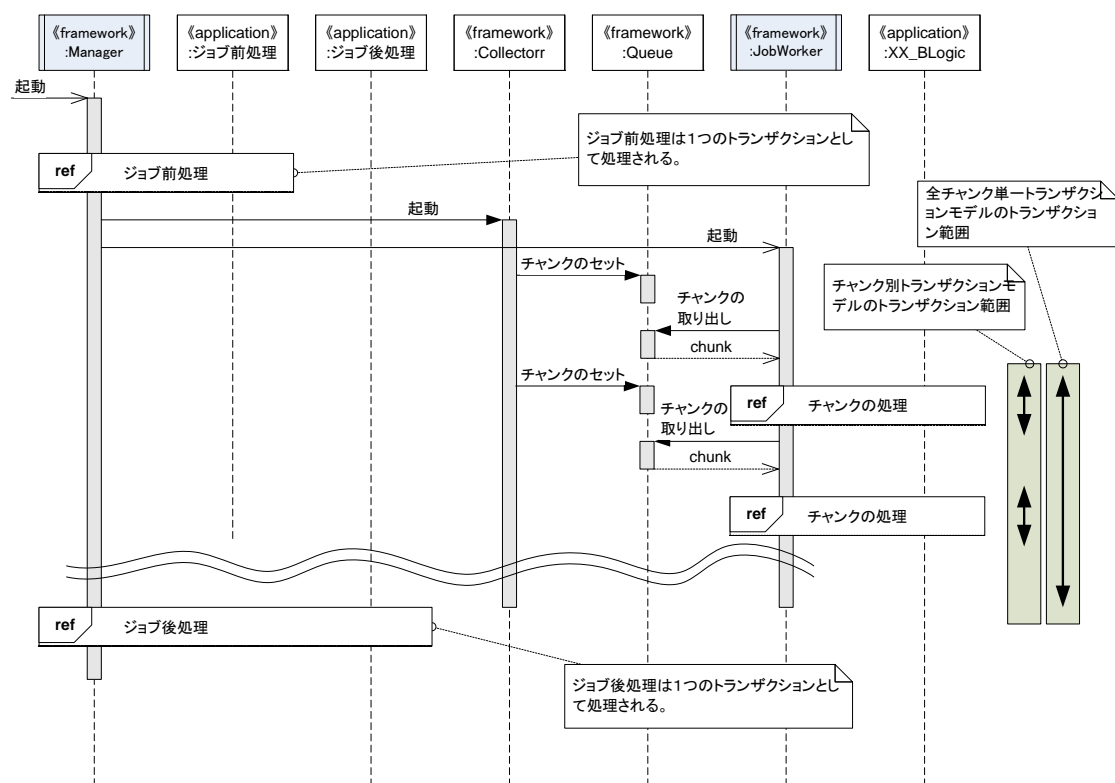 《framework》
:Manager
《application》
:ジョブ前処理
《application》
:ジョブ後処理
《framework》
:Collectorr
《framework》
:Queue
《framework》
:JobWorker
《application》
:XX_BLogic
起動
ジョブ前処理は１つのトランザクションとし
て処理される。
ref
ジョブ前処理
全チャンク単一トランザクシ
ョンモデルのトランザクショ
ン範囲
起動
起動
チャンクのセット
チャンク別トランザクションモ
デルのトランザクション範囲
チャンクの
取り出し
chunk
チャンクのセット
ref
チャンクの処理
チャンクの
取り出し
chunk
ref
チャンクの処理
ref
ジョブ後処理
ジョブ後処理は１つのトランザクションとし
て処理される。